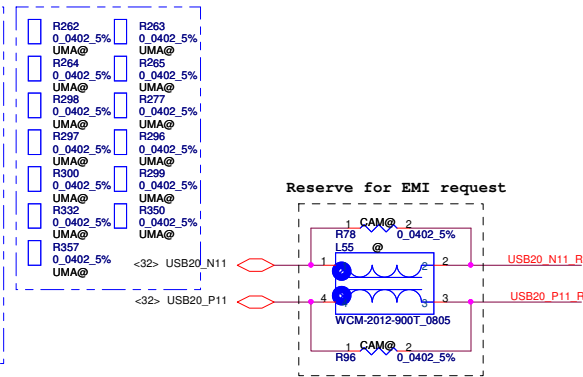 R262
0_0402_5%
UMA@
R263
0_0402_5%
UMA@
R264
0_0402_5%
UMA@
R265
0_0402_5%
UMA@
R298
0_0402_5%
UMA@
R277
0_0402_5%
UMA@
R297
0_0402_5%
UMA@
R296
0_0402_5%
UMA@
R300
0_0402_5%
UMA@
R299
0_0402_5%
UMA@
R332
0_0402_5%
UMA@
R350
0_0402_5%
UMA@
R357
0_0402_5%
UMA@
Reserve for EMI request
1 CAM@ 2
R78 0_0402_5%
L55 @
<32> USB20_N11 1 2 2 USB20_N11_R
<32> USB20_P11 4 4 3 3 USB20_P11_R
WCM-2012-900T_0805
1 CAM@ 2
R96 0_0402_5%